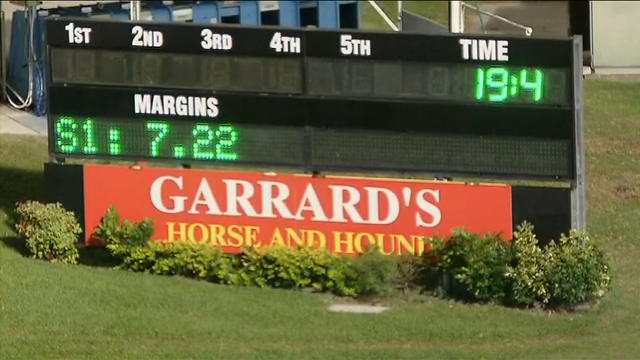 1ST 2ND 3RD 4TH 5TH TIME
19:4
MARGINS
S1: 7.22
GARRARD'S
HORSE AND HOUND